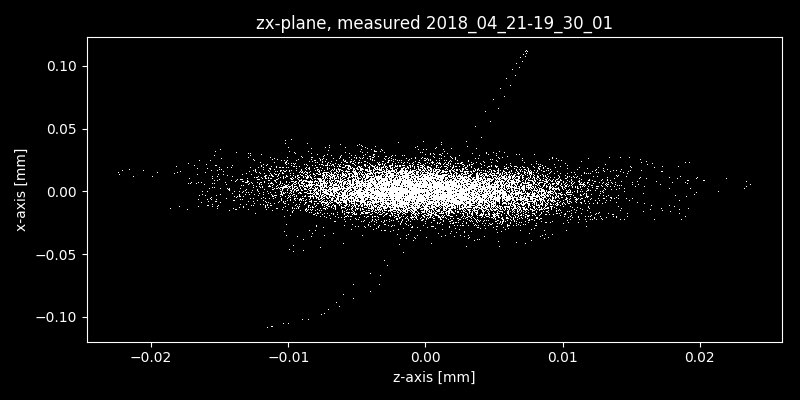 zx-plane, measured 2018_04_21-19_30_01
0.10
0.05
0.00
−0.05
−0.10
x-axis [mm]
−0.02 −0.01 0.00 0.01 0.02
z-axis [mm]